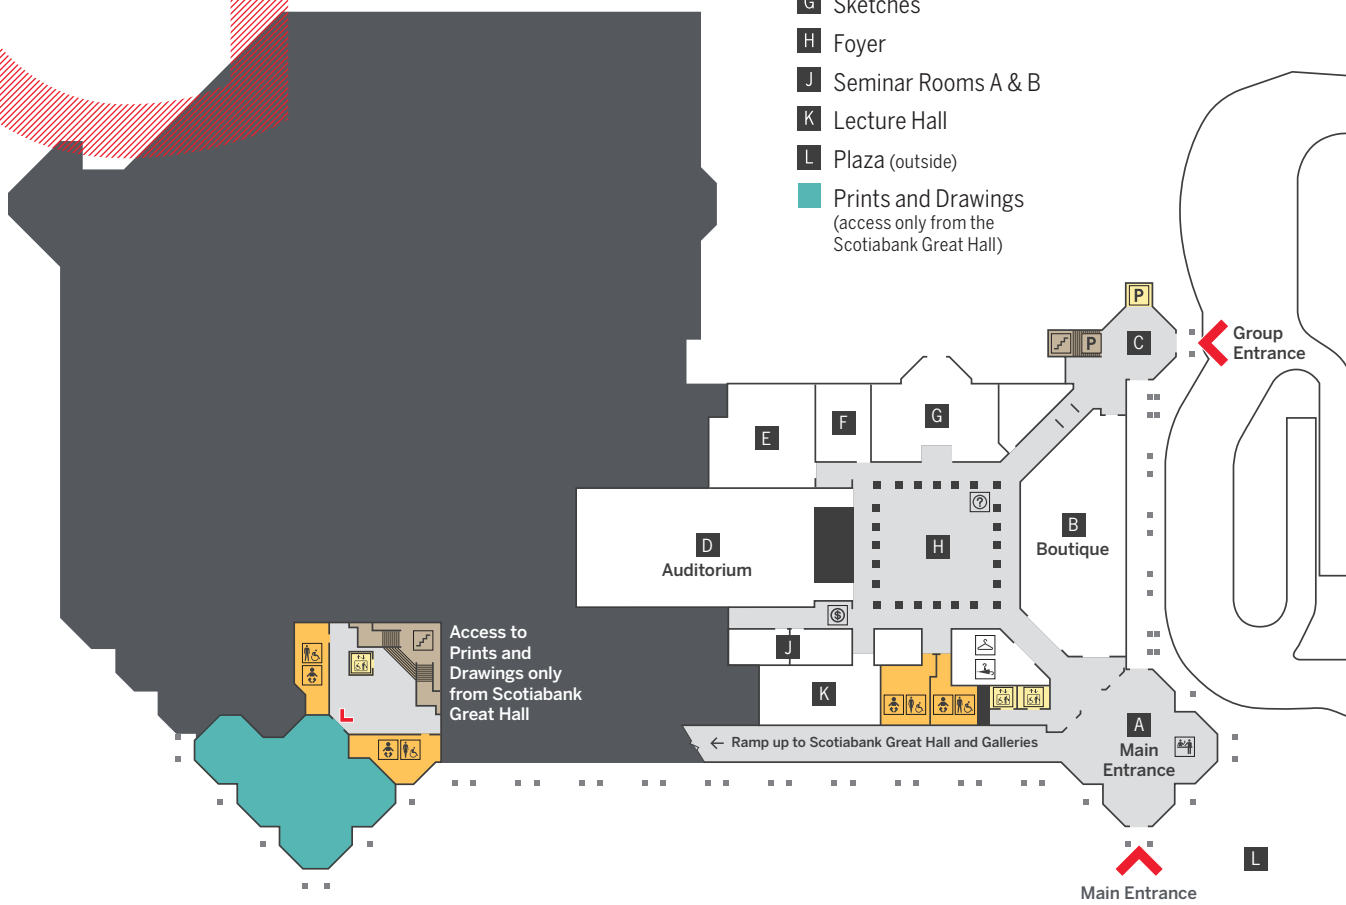 G Sketches
H Foyer
J Seminar Rooms A & B
K Lecture Hall
L Plaza (outside)
Prints and Drawings
(access only from the
Scotiabank Great Hall)
P
P
C
Group
Entrance
E
F
G
D
Auditorium
H
?
B
Boutique
$
J
K
Access to
Prints and
Drawings only
from Scotiabank
Great Hall
← Ramp up to Scotiabank Great Hall and Galleries
A
Main
Entrance
L
Main Entrance